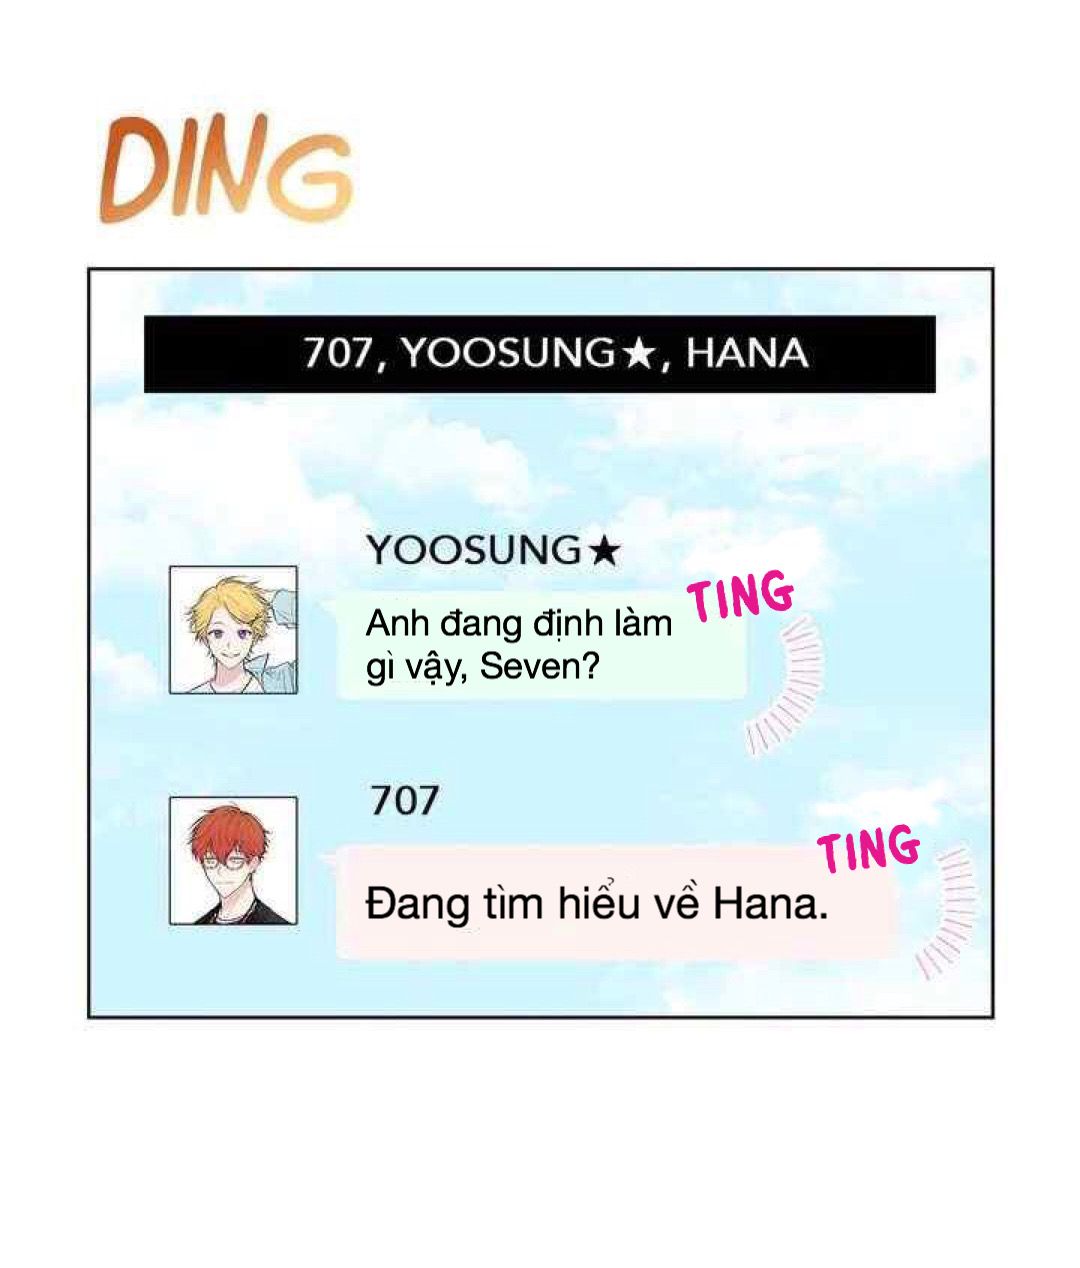 DING
707, YOOSUNG★, HANA
YOOSUNG★
TING
Anh đang định làm
gì vậy, Seven?
707
TING
Đang tìm hiểu về Hana.